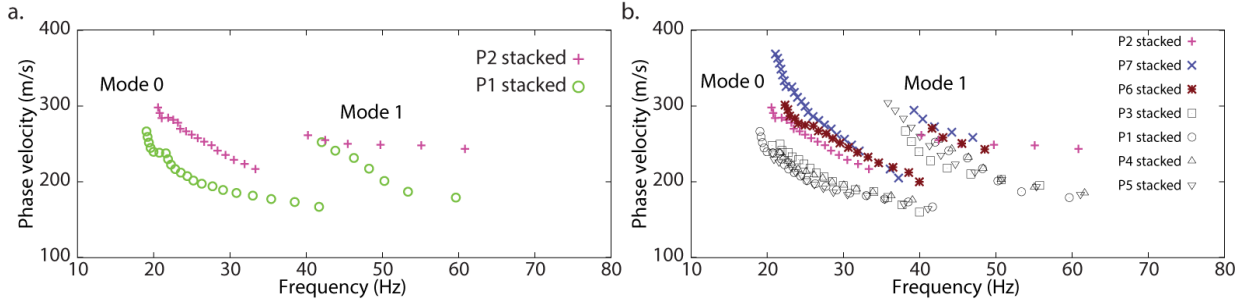 a.
400
300
200
100
Phase velocity (m/s)
Mode 0
Mode 1
P2 stacked
P1 stacked
10 20 30 40 50 60 70 80
Frequency (Hz)
b.
400
300
200
100
Phase velocity (m/s)
Mode 0
Mode 1
P2 stacked
P7 stacked
P6 stacked
P3 stacked
P1 stacked
P4 stacked
P5 stacked
10 20 30 40 50 60 70 80
Frequency (Hz)